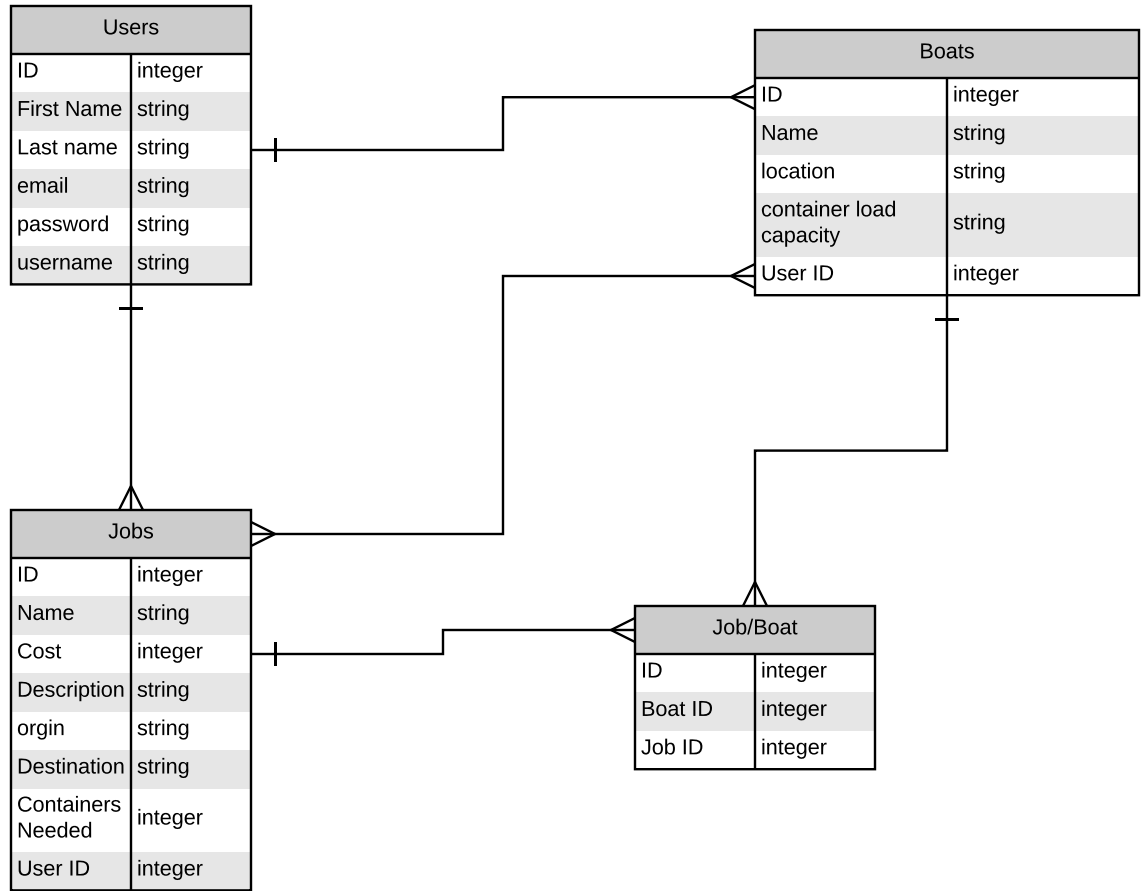 Users
ID integer
First Name string
Last name string
email string
password string
username string
Boats
ID integer
Name string
location string
container load
capacity string
User ID integer
Jobs
ID integer
Name string
Cost integer
Description string
orgin string
Destination string
Containers
Needed integer
User ID integer
Job/Boat
ID integer
Boat ID integer
Job ID integer